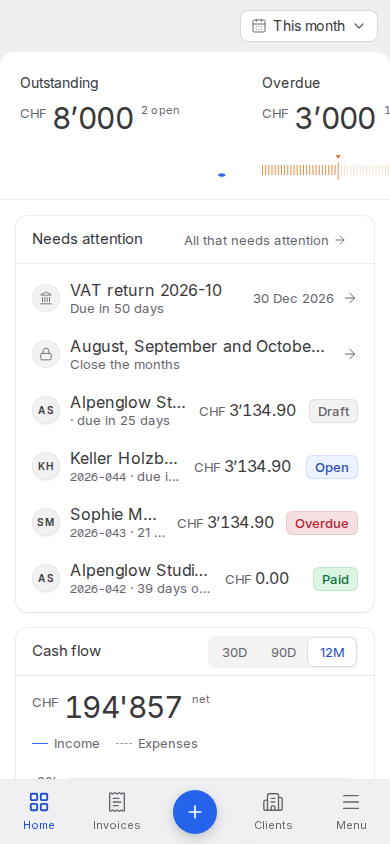 This month
Outstanding
CHF 8’000 2 open
Overdue
CHF 3’000
Needs attention
All that needs attention
VAT return 2026-10
Due in 50 days
30 Dec 2026
August, September and Octobe...
Close the months
AS
Alpenglow St...
· due in 25 days
CHF 3’134.90
Draft
KH
Keller Holzb...
2026-044 · due i...
CHF 3’134.90
Open
SM
Sophie M...
2026-043 · 21 ...
CHF 3’134.90
Overdue
AS
Alpenglow Studi...
2026-042 · 39 days o...
CHF 0.00
Paid
Cash flow
30D
90D
12M
CHF 194'857 net
Income
Expenses
Home
Invoices
Clients
Menu